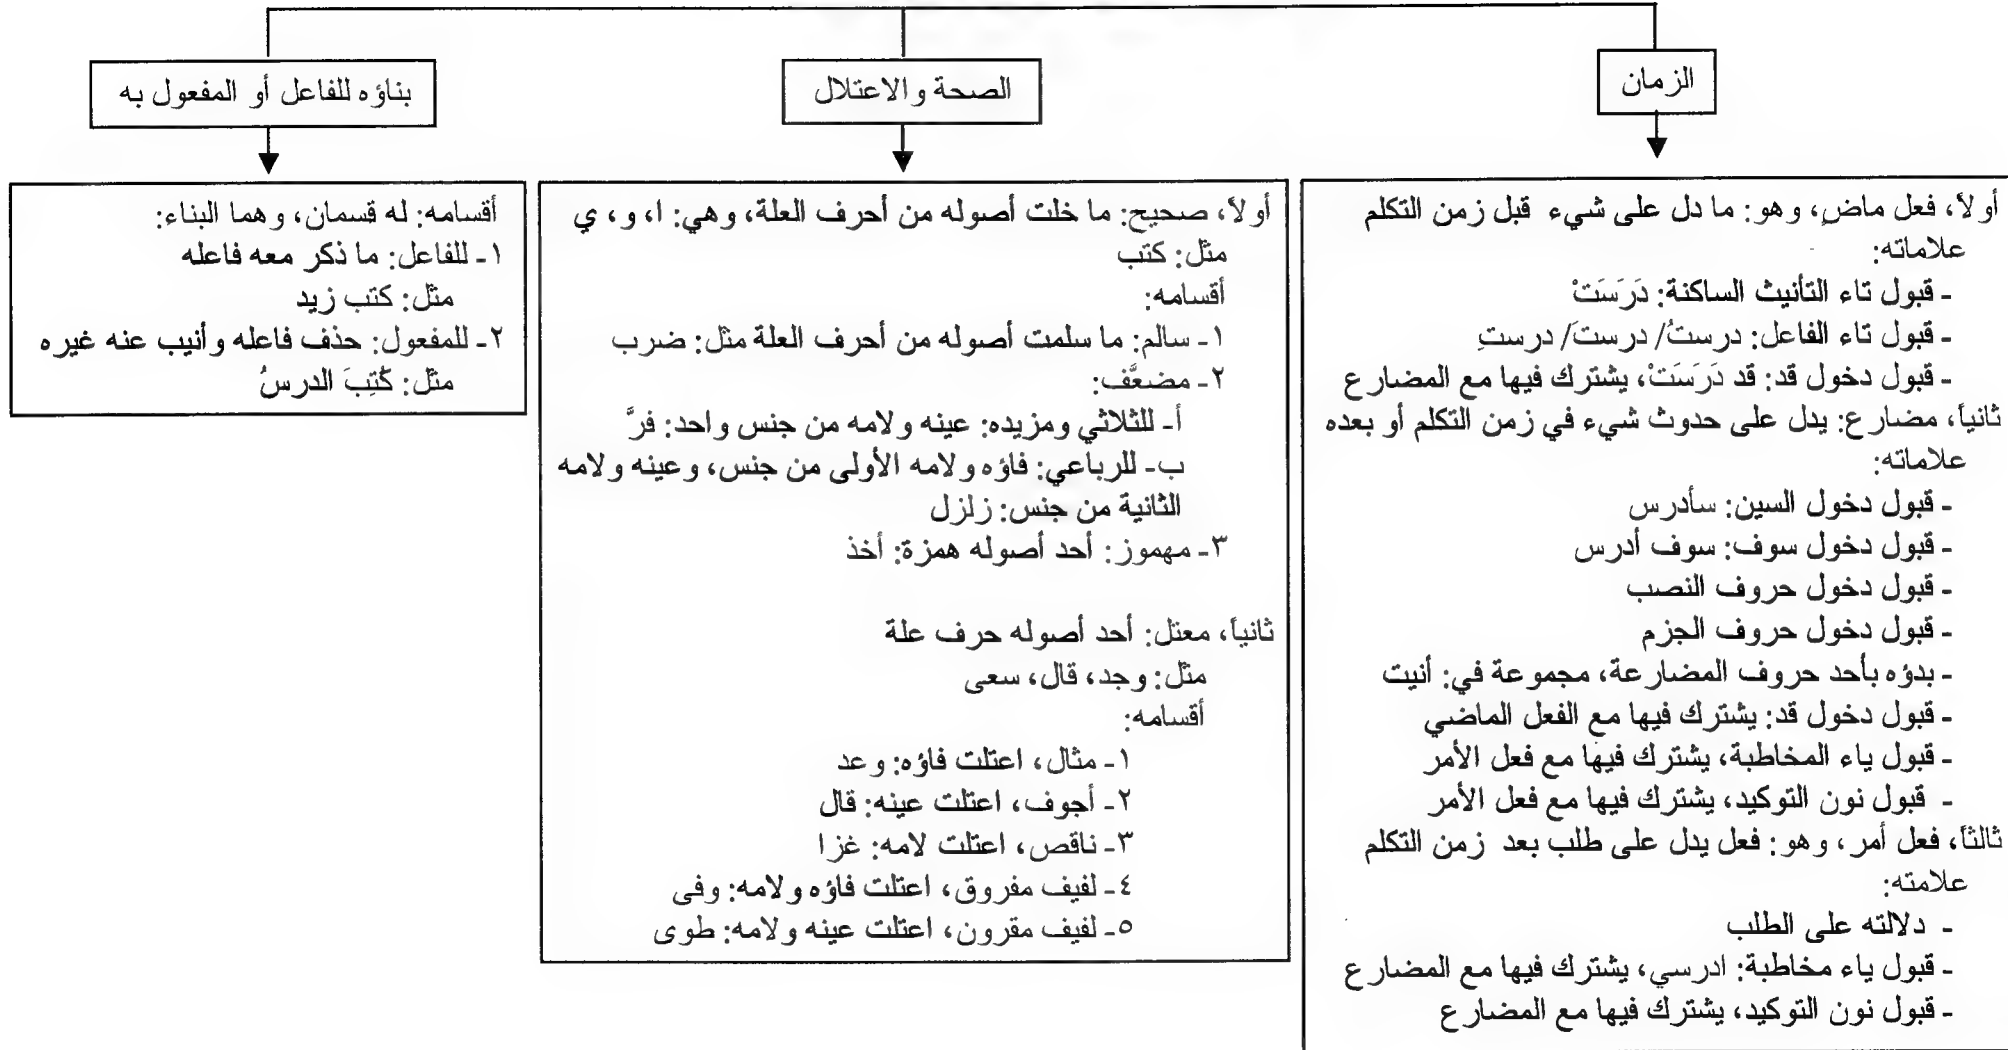 الزمان
أولاً، فعل ماضٍ، وهو: ما دل على شيء قبل زمن التكلم
علاماته:
- قبول تاء التأنيث الساكنة: دَرَسَتْ
- قبول تاء الفاعل: درستُ/ درستَ/ درستِ
- قبول دخول قد: قد دَرَسَتْ، يشترك فيها مع المضارع
ثانياً، مضارع: يدل على حدوث شيء في زمن التكلم أو بعده
علاماته:
- قبول دخول السين: سأدرس
- قبول دخول سوف: سوف أدرس
- قبول دخول حروف النصب
- قبول دخول حروف الجزم
- بدؤه بأحد حروف المضارعة، مجموعة في: أنيت
- قبول دخول قد: يشترك فيها مع الفعل الماضي
- قبول ياء المخاطبة، يشترك فيها مع فعل الأمر
- قبول نون التوكيد، يشترك فيها مع فعل الأمر
ثالثاً، فعل أمر، وهو: فعل يدل على طلب بعد زمن التكلم
علامته:
- دلالته على الطلب
- قبول ياء مخاطبة: ادرسي، يشترك فيها مع المضارع
- قبول نون التوكيد، يشترك فيها مع المضارع
الصحة والاعتلال
أولاً، صحيح: ما خلت أصوله من أحرف العلة، وهي: ا، و، ي
مثل: كتب
أقسامه:
١- سالم: ما سلمت أصوله من أحرف العلة مثل: ضرب
٢- مضعَّف:
أ- للثلاثي ومزيده: عينه ولامه من جنس واحد: فرَّ
ب- للرباعي: فاؤه ولامه الأولى من جنس، وعينه ولامه
الثانية من جنس: زلزل
٣- مهموز: أحد أصوله همزة: أخذ
ثانياً، معتل: أحد أصوله حرف علة
مثل: وجد، قال، سعى
أقسامه:
١- مثال، اعتلت فاؤه: وعد
٢- أجوف، اعتلت عينه: قال
٣- ناقص، اعتلت لامه: غزا
٤- لفيف مفروق، اعتلت فاؤه ولامه: وفى
٥- لفيف مقرون، اعتلت عينه ولامه: طوى
بناؤه للفاعل أو المفعول به
أقسامه: له قسمان، وهما البناء:
١- للفاعل: ما ذكر معه فاعله
مثل: كتب زيد
٢- للمفعول: حذف فاعله وأنيب عنه غيره
مثل: كُتِبَ الدرسُ